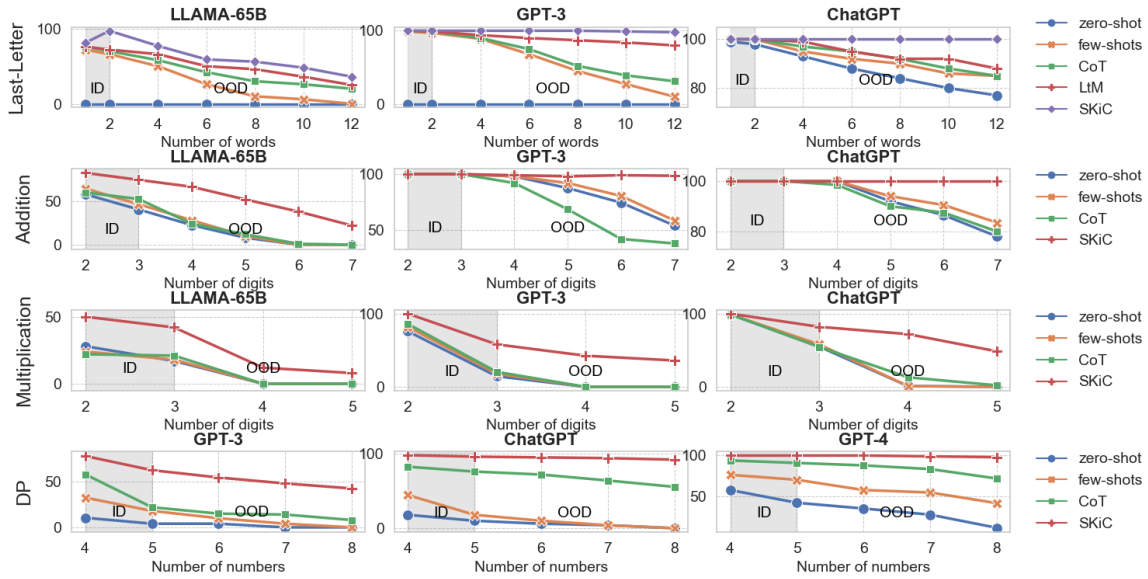 LLAMA-65B GPT-3 ChatGPT
Last-Letter
100
0
ID
OOD
2 4 6 8 10 12
Number of words
100
0
ID
OOD
2 4 6 8 10 12
Number of words
100
80
ID
OOD
2 4 6 8 10 12
Number of words
zero-shot
few-shots
CoT
LtM
SKiC
LLAMA-65B GPT-3 ChatGPT
Addition
50
0
ID
OOD
2 3 4 5 6 7
Number of digits
100
50
ID
OOD
2 3 4 5 6 7
Number of digits
100
80
ID
OOD
2 3 4 5 6 7
Number of digits
zero-shot
few-shots
CoT
SKiC
LLAMA-65B GPT-3 ChatGPT
Multiplication
50
0
ID
OOD
2 3 4 5
Number of digits
100
0
ID
OOD
2 3 4 5
Number of digits
100
0
ID
OOD
2 3 4 5
Number of digits
zero-shot
few-shots
CoT
SKiC
GPT-3 ChatGPT GPT-4
DP
50
0
ID
OOD
4 5 6 7 8
Number of numbers
100
50
0
ID
OOD
4 5 6 7 8
Number of numbers
100
50
ID
OOD
4 5 6 7 8
Number of numbers
zero-shot
few-shots
CoT
SKiC